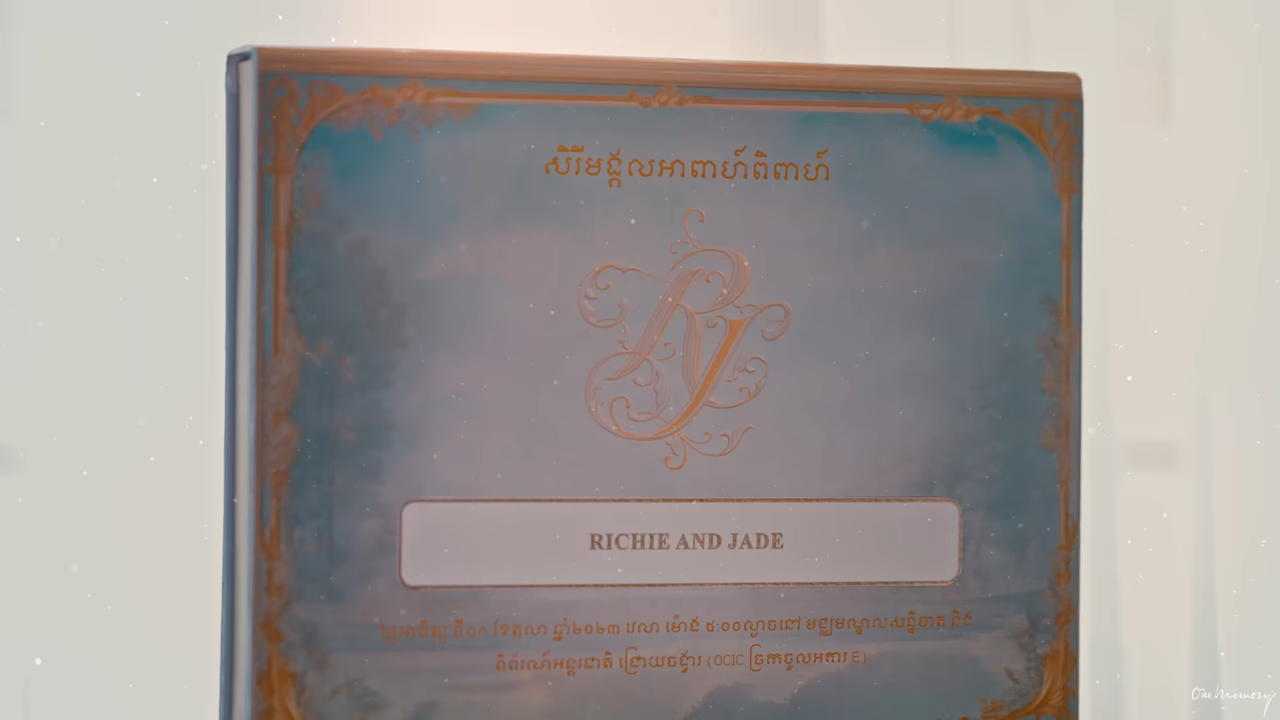 សិរីមង្គលអាពាហ៍ពិពាហ៍
RJ
RICHIE AND JADE
ថ្ងៃអាទិត្យ ទី០១ ខែតុលា ឆ្នាំ២០២៣ វេលា ម៉ោង ៥:០០ល្ងាចនៅ មជ្ឈមណ្ឌលសន្និបាត និង
ពិព័រណ៍អន្តរជាតិ ជ្រោយចង្វារ (OCIC ច្រកចូលអគារ E)
One Memory